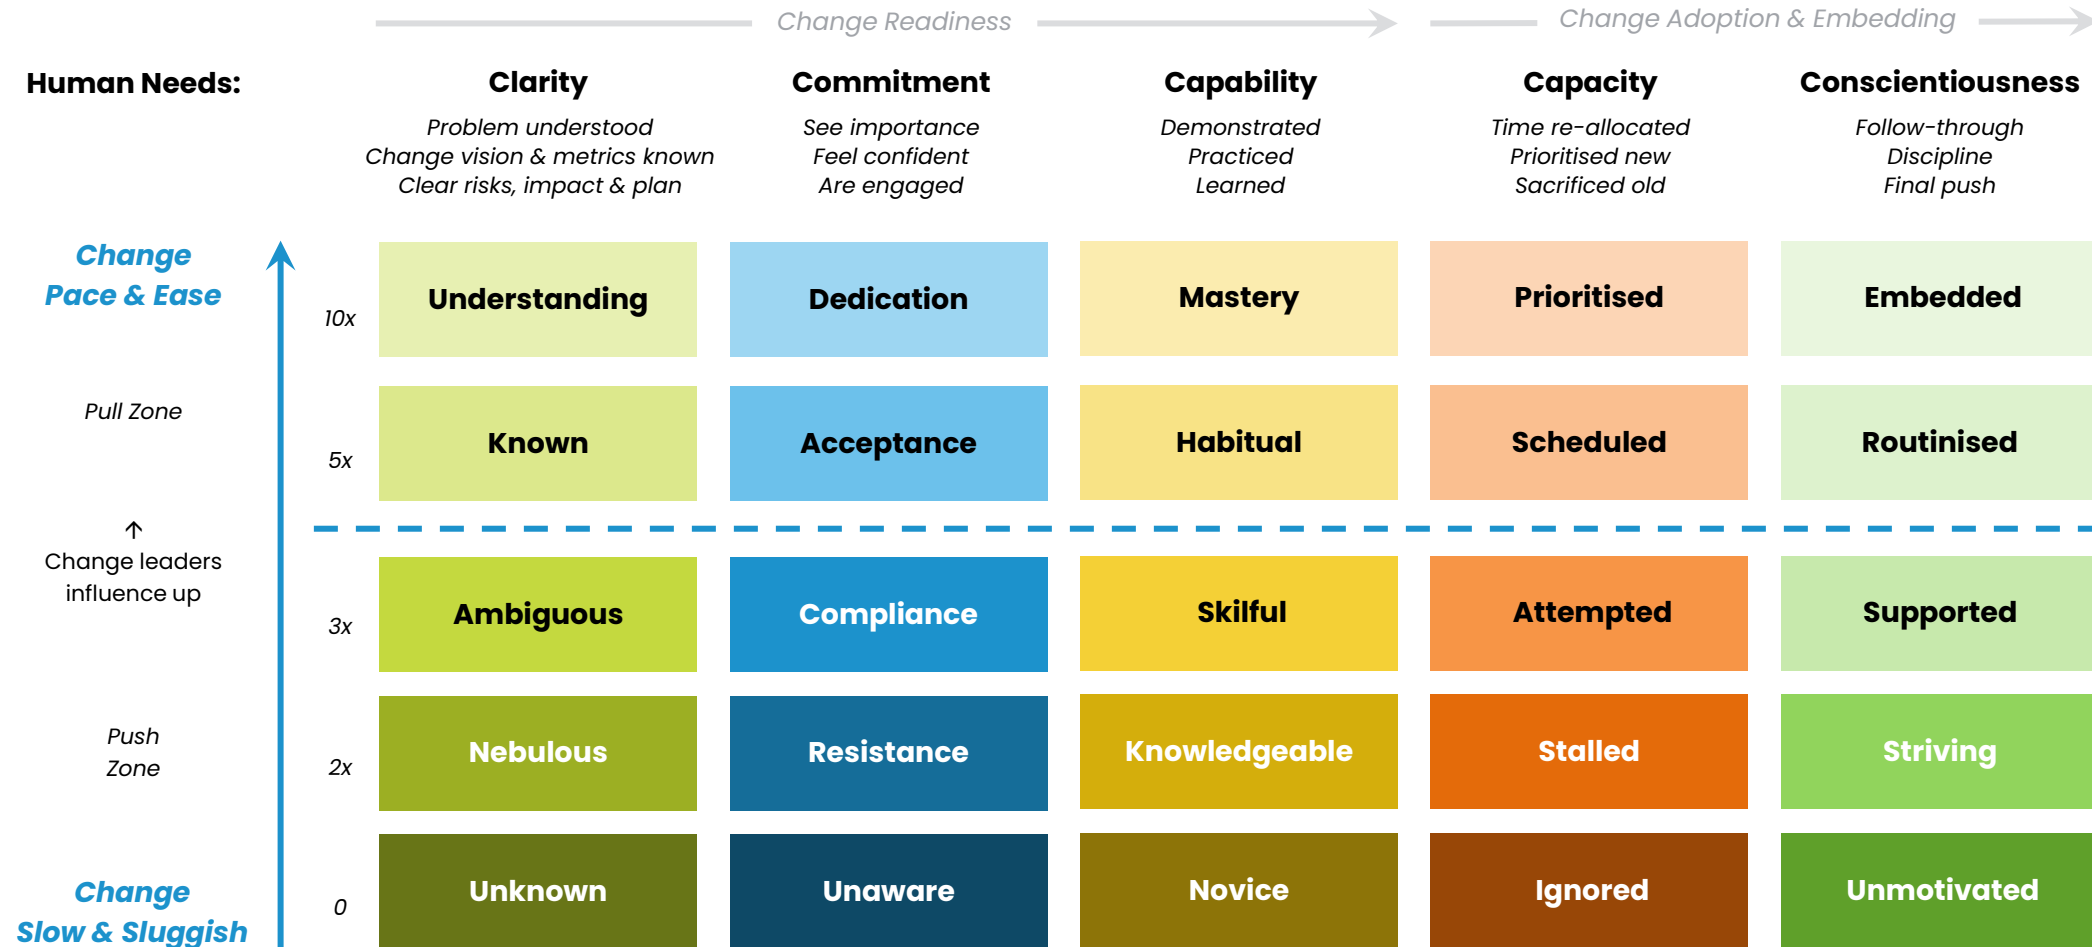 Change Readiness
Change Adoption & Embedding
Human Needs:
Clarity
Commitment
Capability
Capacity
Conscientiousness
Problem understood
Change vision & metrics known
Clear risks, impact & plan
See importance
Feel confident
Are engaged
Demonstrated
Practiced
Learned
Time re-allocated
Prioritised new
Sacrificed old
Follow-through
Discipline
Final push
Change
Pace & Ease
10x
Understanding
Dedication
Mastery
Prioritised
Embedded
Pull Zone
5x
Known
Acceptance
Habitual
Scheduled
Routinised
↑
Change leaders
influence up
3x
Ambiguous
Compliance
Skilful
Attempted
Supported
Push
Zone
2x
Nebulous
Resistance
Knowledgeable
Stalled
Striving
Change
Slow & Sluggish
0
Unknown
Unaware
Novice
Ignored
Unmotivated